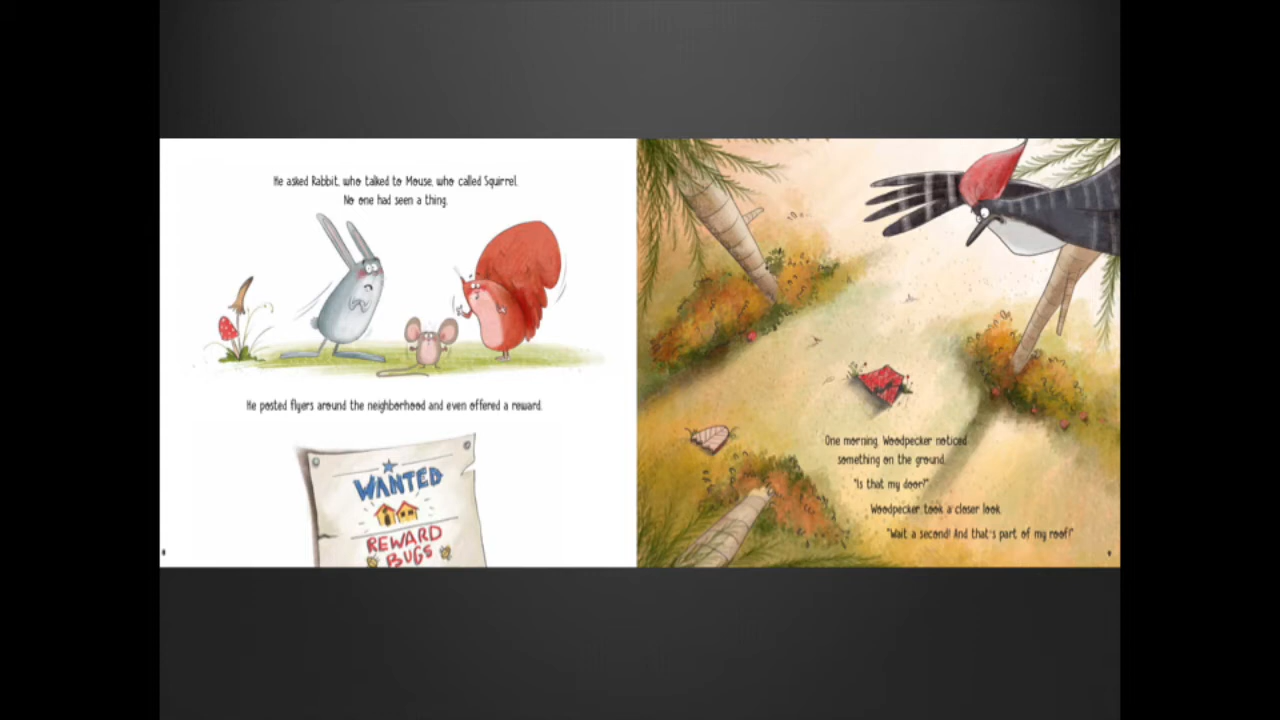 He asked Rabbit, who talked to Mouse, who called Squirrel.
No one had seen a thing.
He posted flyers around the neighborhood and even offered a reward.
WANTED
REWARD
BUGS
One morning, Woodpecker noticed
something on the ground.
"Is that my door?"
Woodpecker took a closer look.
"Wait a second! And that's part of my roof!"